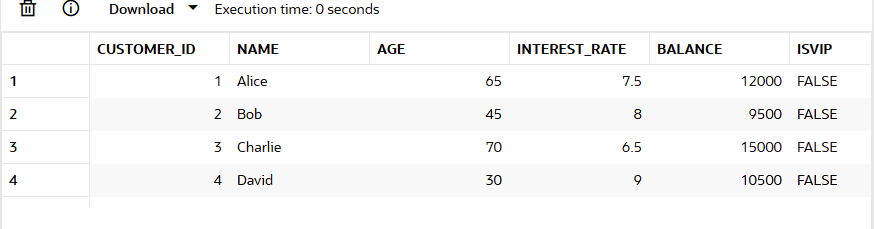 Download Execution time: 0 seconds
CUSTOMER_ID NAME AGE INTEREST_RATE BALANCE ISVIP
1 1 Alice 65 7.5 12000 FALSE
2 2 Bob 45 8 9500 FALSE
3 3 Charlie 70 6.5 15000 FALSE
4 4 David 30 9 10500 FALSE